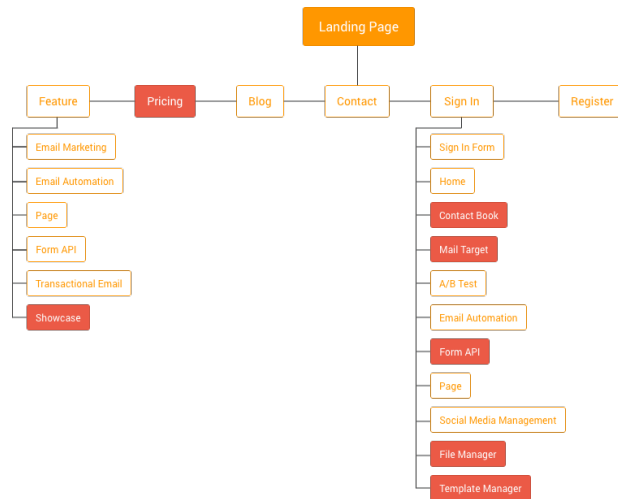 Landing Page
Feature
Pricing
Blog
Contact
Sign In
Register
Email Marketing
Email Automation
Page
Form API
Transactional Email
Showcase
Sign In Form
Home
Contact Book
Mail Target
A/B Test
Email Automation
Form API
Page
Social Media Management
File Manager
Template Manager